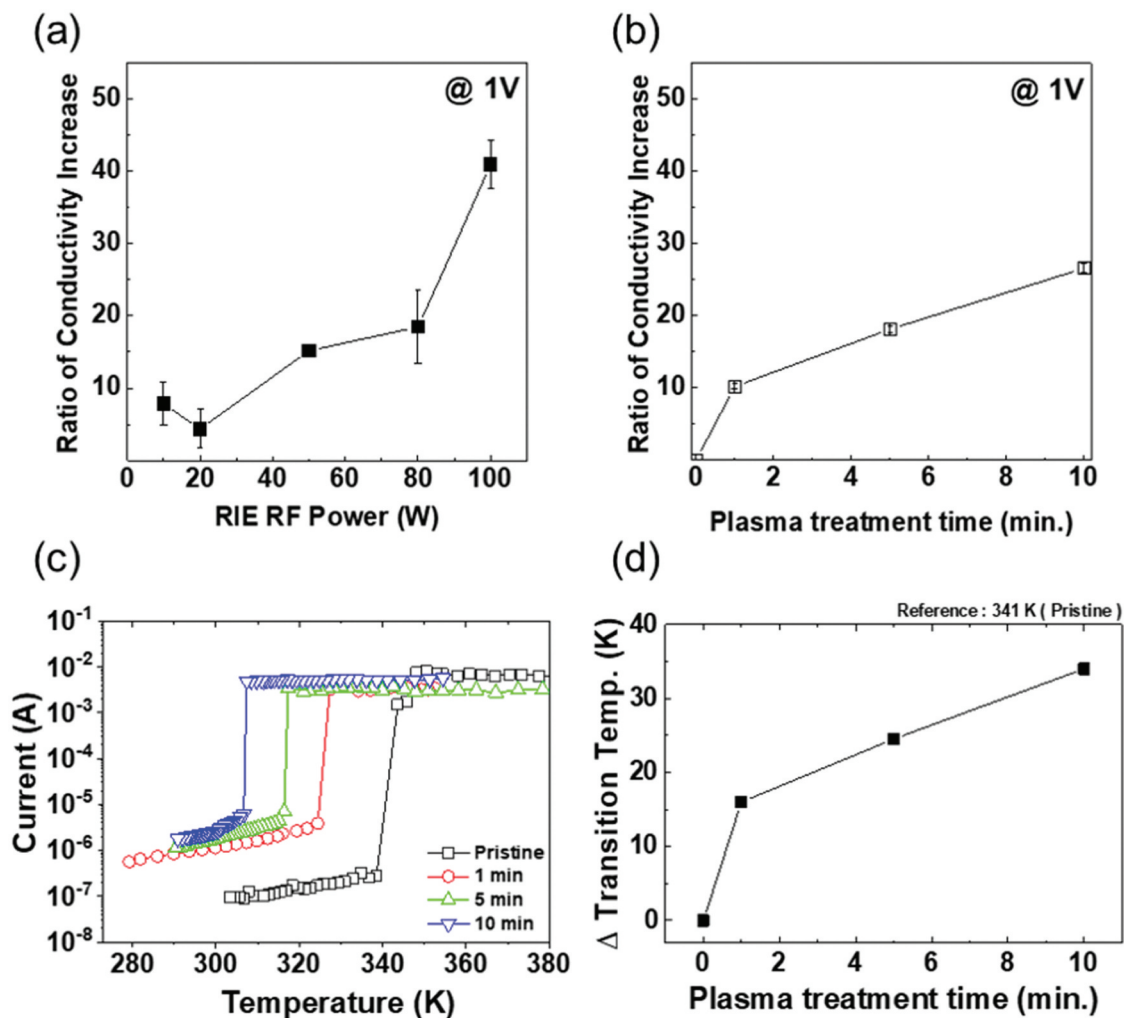 (a)
@ 1V
50
40
30
20
10
0 20 40 60 80 100
Ratio of Conductivity Increase
RIE RF Power (W)
(b)
@ 1V
50
40
30
20
10
0 2 4 6 8 10
Ratio of Conductivity Increase
Plasma treatment time (min.)
(c)
10-1
10-2
10-3
10-4
10-5
10-6
10-7
10-8
280 300 320 340 360 380
Current (A)
Temperature (K)
Pristine
1 min
5 min
10 min
(d)
Reference : 341 K ( Pristine )
40
30
20
10
0
0 2 4 6 8 10
Δ Transition Temp. (K)
Plasma treatment time (min.)